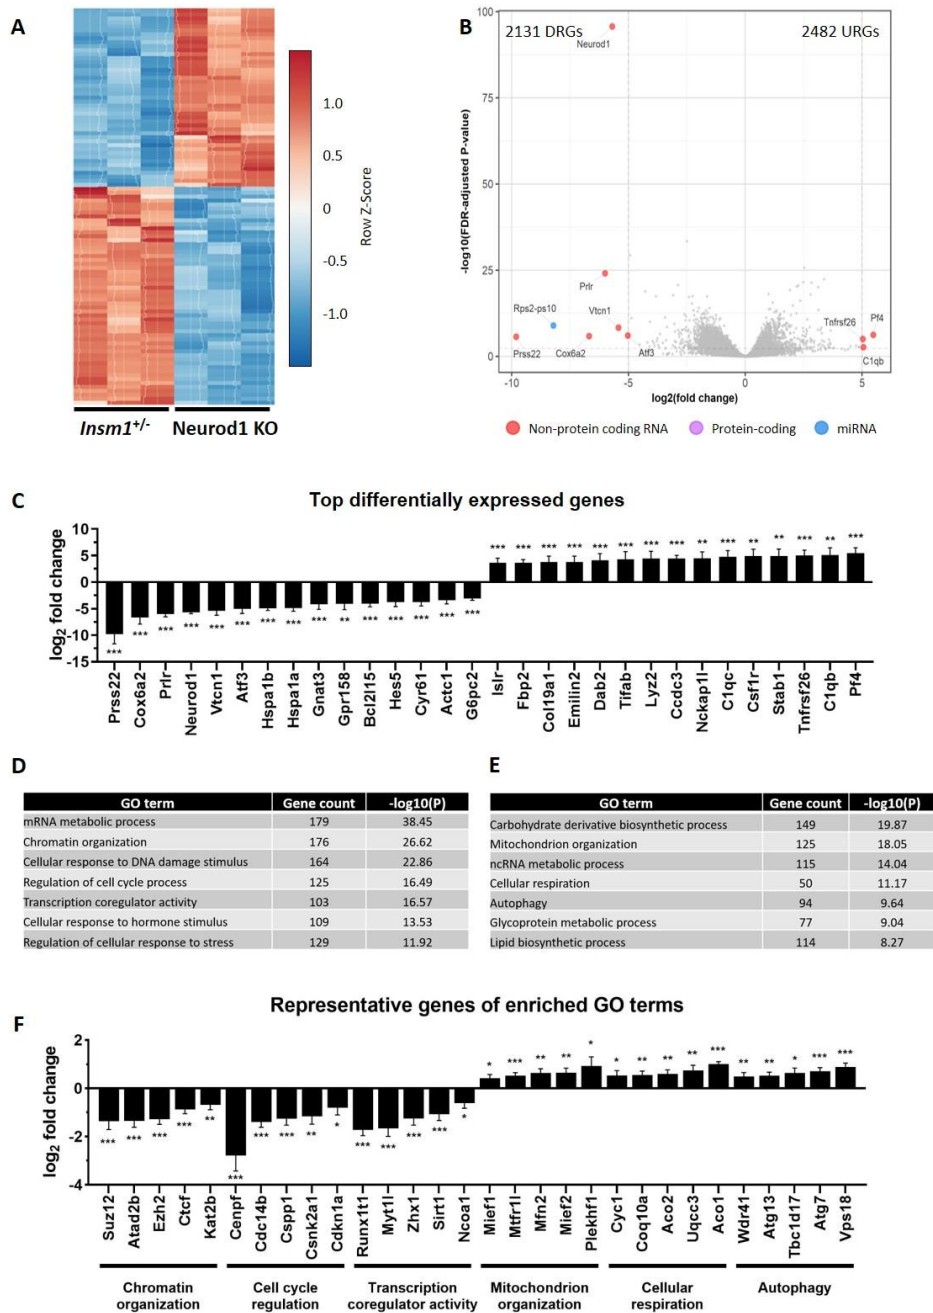 A
1.0
0.5
0
-0.5
-1.0
Row Z-Score
Insm1+/-
Neurod1 KO
B
2131 DRGs
2482 URGs
100
75
50
25
0
-log10(FDR-adjusted P-value)
Neurod1
Prlr
Rps2-ps10
Vtcn1
Prss22
Cox6a2
Atf3
Tnfrsf26
Pf4
C1qb
-10
-5
0
5
log2(fold change)
Non-protein coding RNA
Protein-coding
miRNA
C
Top differentially expressed genes
log2 fold change
10
5
0
-5
-10
-15
***
***
***
***
***
***
***
***
***
**
***
***
***
***
***
***
***
***
***
***
***
***
***
**
***
***
**
***
**
***
Prss22
Cox6a2
Prlr
Neurod1
Vtcn1
Atf3
Hspa1b
Hspa1a
Gnat3
Gpr158
Bcl2l15
Hes5
Cyr61
Actc1
G6pc2
Islr
Fbp2
Col19a1
Emilin2
Dab2
Tifab
Lyz2
Ccdc3
Nckap1l
C1qc
Csf1r
Stab1
Tnfrsf26
C1qb
Pf4
D
GO term Gene count -log10(P)
mRNA metabolic process 179 38.45
Chromatin organization 176 26.62
Cellular response to DNA damage stimulus 164 22.86
Regulation of cell cycle process 125 16.49
Transcription coregulator activity 103 16.57
Cellular response to hormone stimulus 109 13.53
Regulation of cellular response to stress 129 11.92
E
GO term Gene count -log10(P)
Carbohydrate derivative biosynthetic process 149 19.87
Mitochondrion organization 125 18.05
ncRNA metabolic process 115 14.04
Cellular respiration 50 11.17
Autophagy 94 9.64
Glycoprotein metabolic process 77 9.04
Lipid biosynthetic process 114 8.27
F
Representative genes of enriched GO terms
log2 fold change
2
0
-2
-4
***
***
***
***
**
***
***
***
**
*
***
***
***
***
*
*
***
**
**
*
*
**
**
**
***
**
**
*
***
***
Suz12
Atad2b
Ezh2
Ctcf
Kat2b
Cenpf
Cdc14b
Cspp1
Csnk2a1
Cdkn1a
Runx1t1
Myt1l
Zhx1
Sirt1
Ncoa1
Mief1
Mtfr1l
Mfn2
Mief2
Plekhf1
Cyc1
Coq10a
Aco2
Uqcc3
Aco1
Wdr41
Atg13
Tbc1d17
Atg7
Vps18
Chromatin
organization
Cell cycle
regulation
Transcription
coregulator activity
Mitochondrion
organization
Cellular
respiration
Autophagy